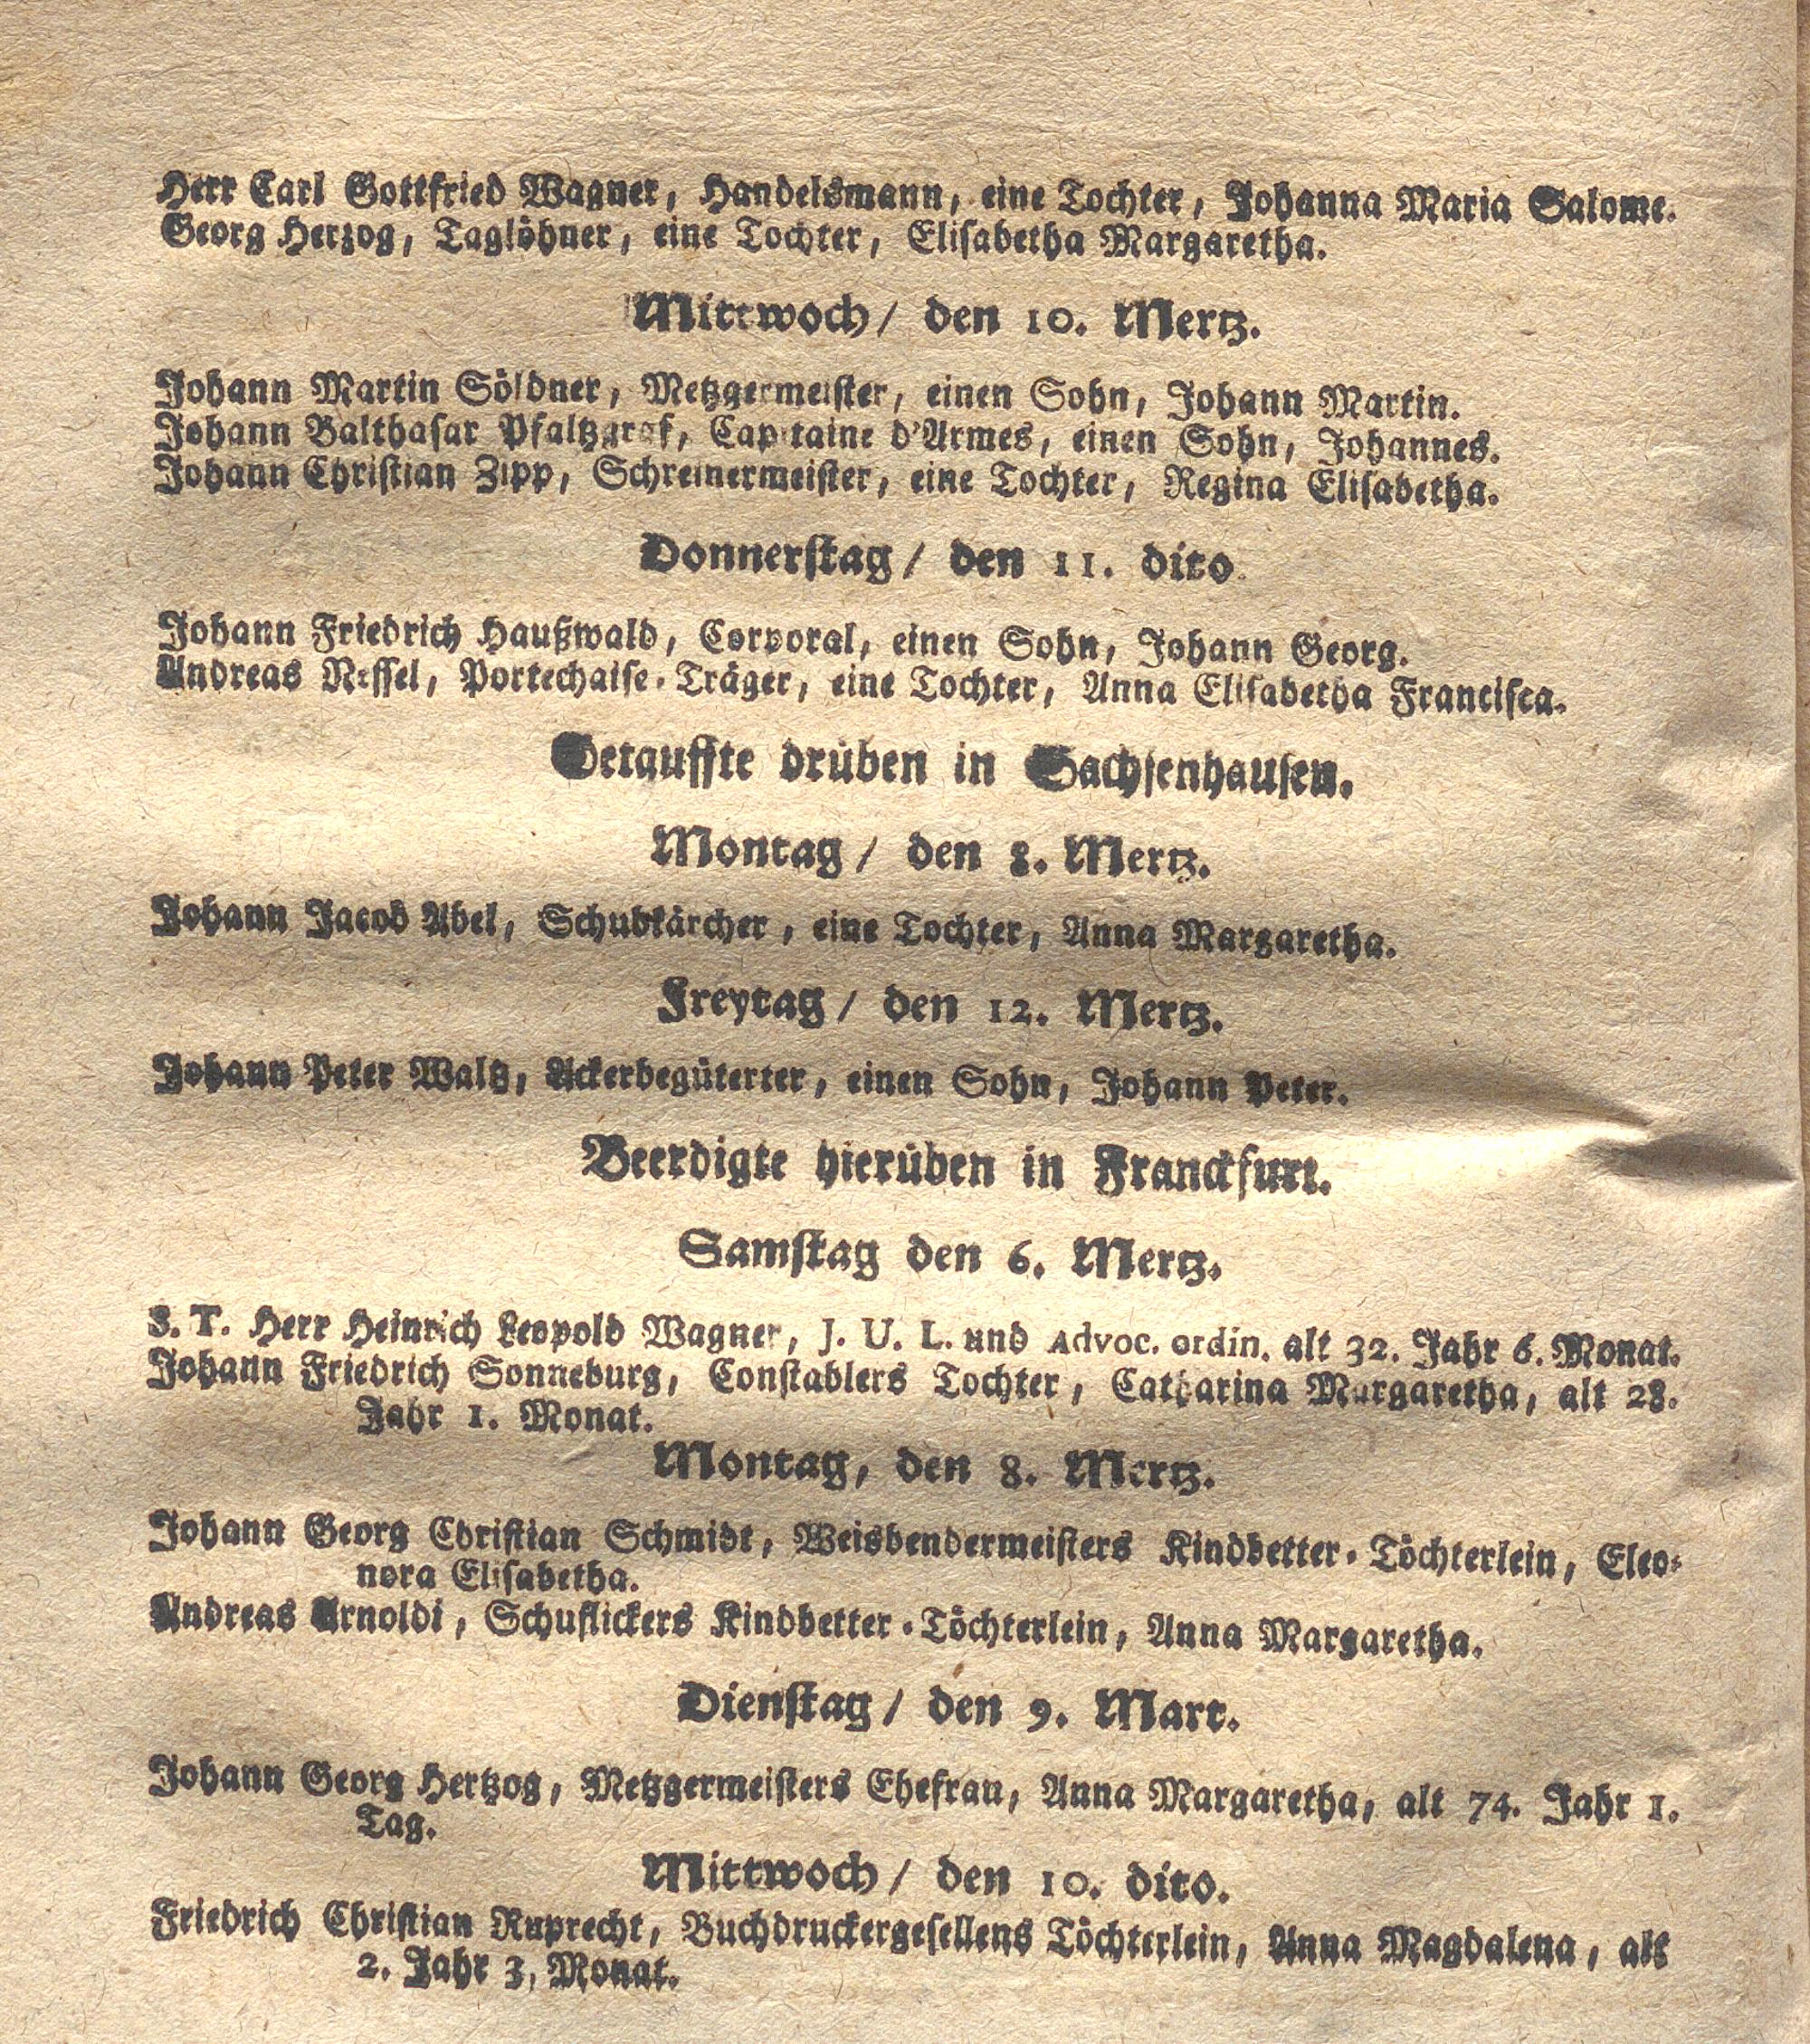 Herr Carl Gottfried Wagner, Handelsmann, eine Tochter, Johanna Maria Salome.
Georg Herzog, Taglöhner, eine Tochter, Elisabetha Margaretha.
Mittwoch / den 10. Mertz.
Johann Martin Söldner, Metzgermeister, einen Sohn, Johann Martin.
Johann Balthasar Pfaltzgraf, Capitaine d'Armes, einen Sohn, Johannes.
Johann Christian Zipp, Schreinermeister, eine Tochter, Regina Elisabetha.
Donnerstag / den 11. dito.
Johann Friedrich Haußwald, Corporal, einen Sohn, Johann Georg.
Andreas Neffel, Portechaise-Träger, eine Tochter, Anna Elisabetha Francisca.
Getauffte drüben in Sachsenhausen.
Montag / den 8. Mertz.
Johann Jacob Abel, Schubkärcher, eine Tochter, Anna Margaretha.
Freytag / den 12. Mertz.
Johann Peter Waltz, Ackerbegüterter, einen Sohn, Johann Peter.
Beerdigte hierüben in Franckfurt.
Samstag den 6. Mertz.
S. T. Herr Heinrich Leopold Wagner, J. U. L. und Advoc. ordin. alt 32. Jahr 6. Monat.
Johann Friedrich Sonneburg, Constablers Tochter, Catharina Margaretha, alt 28.
Jahr 1. Monat.
Montag, den 8. Mertz.
Johann Georg Christian Schmidt, Weisbendermeisters Kindbetter-Töchterlein, Eleo-
nora Elisabetha.
Andreas Arnoldi, Schuflickers Kindbetter-Töchterlein, Anna Margaretha.
Dienstag / den 9. Mart.
Johann Georg Hertzog, Metzgermeisters Ehefrau, Anna Margaretha, alt 74. Jahr 1.
Tag.
Mittwoch / den 10. dito.
Friedrich Christian Ruprecht, Buchdruckergesellens Töchterlein, Anna Magdalena, alt
2. Jahr 3. Monat.